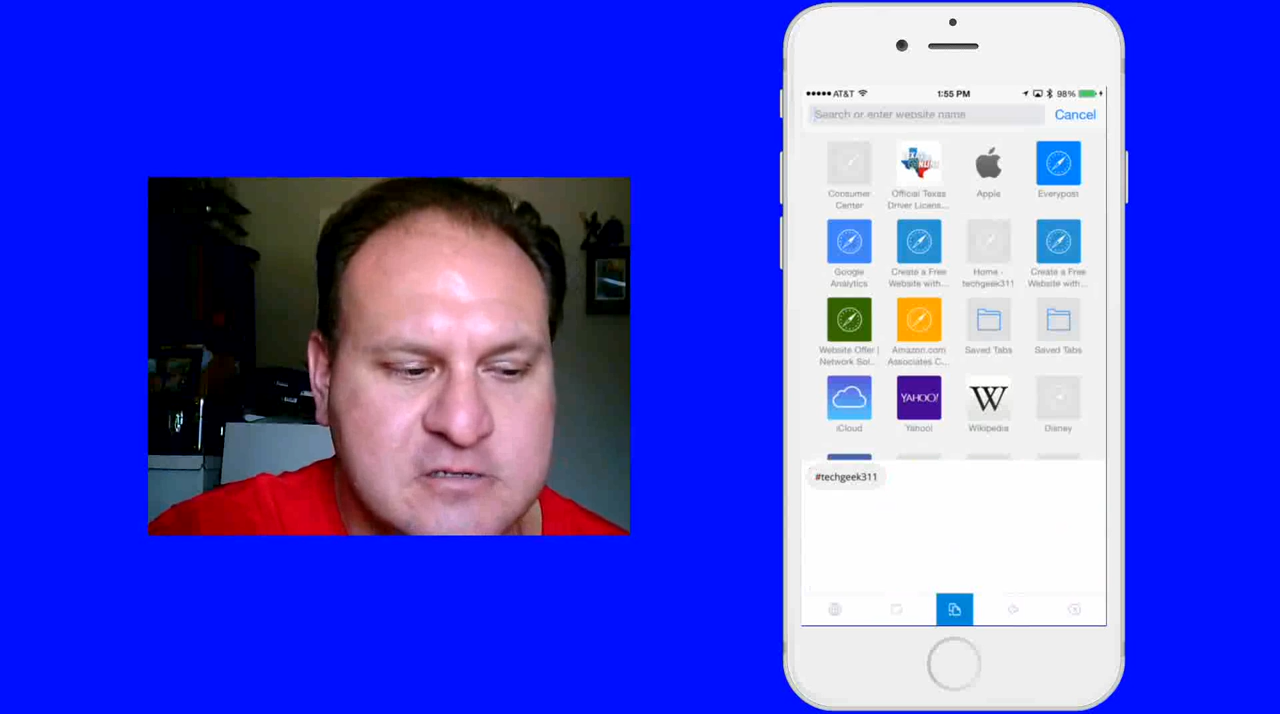 AT&T
1:55 PM
98%
Search or enter website name
Cancel
Consumer Center
Official Texas Driver Licens...
Apple
Everypost
Google Analytics
Create a Free Website with...
Home - techgeek311
Create a Free Website with...
Website Offer | Network Sol...
Amazon.com Associates C...
Saved Tabs
Saved Tabs
iCloud
YAHOO!
Yahoo!
W
Wikipedia
Disney
#techgeek311